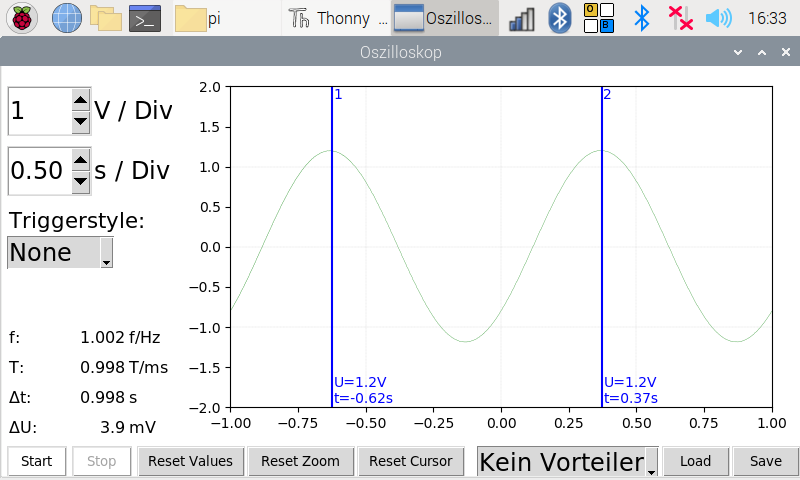 pi
Thonny ...
Oszillos...
16:33
Oszilloskop
1 V / Div
0.50 s / Div
Triggerstyle:
None
f: 1.002 f/Hz
T: 0.998 T/ms
Δt: 0.998 s
ΔU: 3.9 mV
2.0
1.5
1.0
0.5
0.0
−0.5
−1.0
−1.5
−2.0
1
2
U=1.2V
t=-0.62s
U=1.2V
t=0.37s
−1.00 −0.75 −0.50 −0.25 0.00 0.25 0.50 0.75 1.00
Start Stop Reset Values Reset Zoom Reset Cursor Kein Vorteiler Load Save